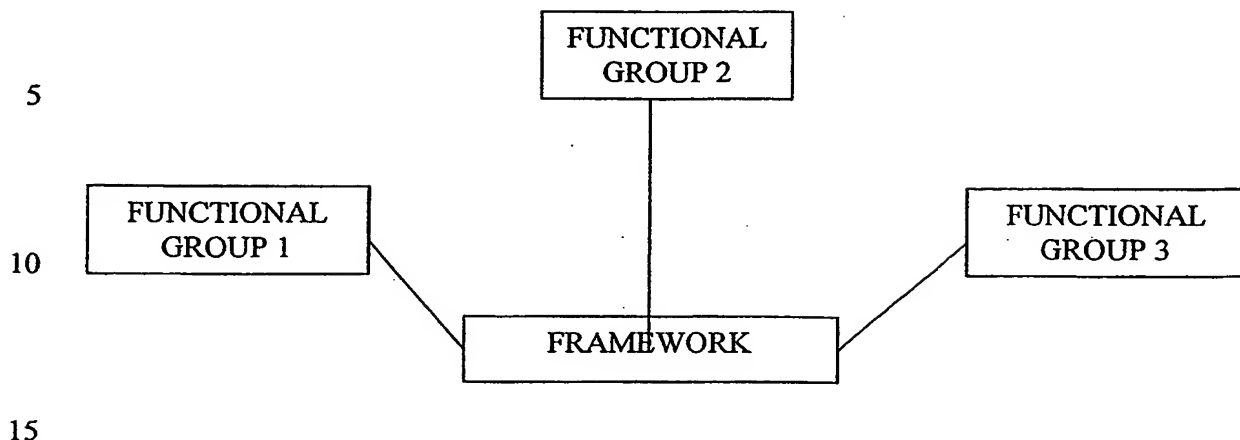 FUNCTIONAL
GROUP 2
5
FUNCTIONAL
GROUP 1
FUNCTIONAL
GROUP 3
10
FRAMEWORK
15